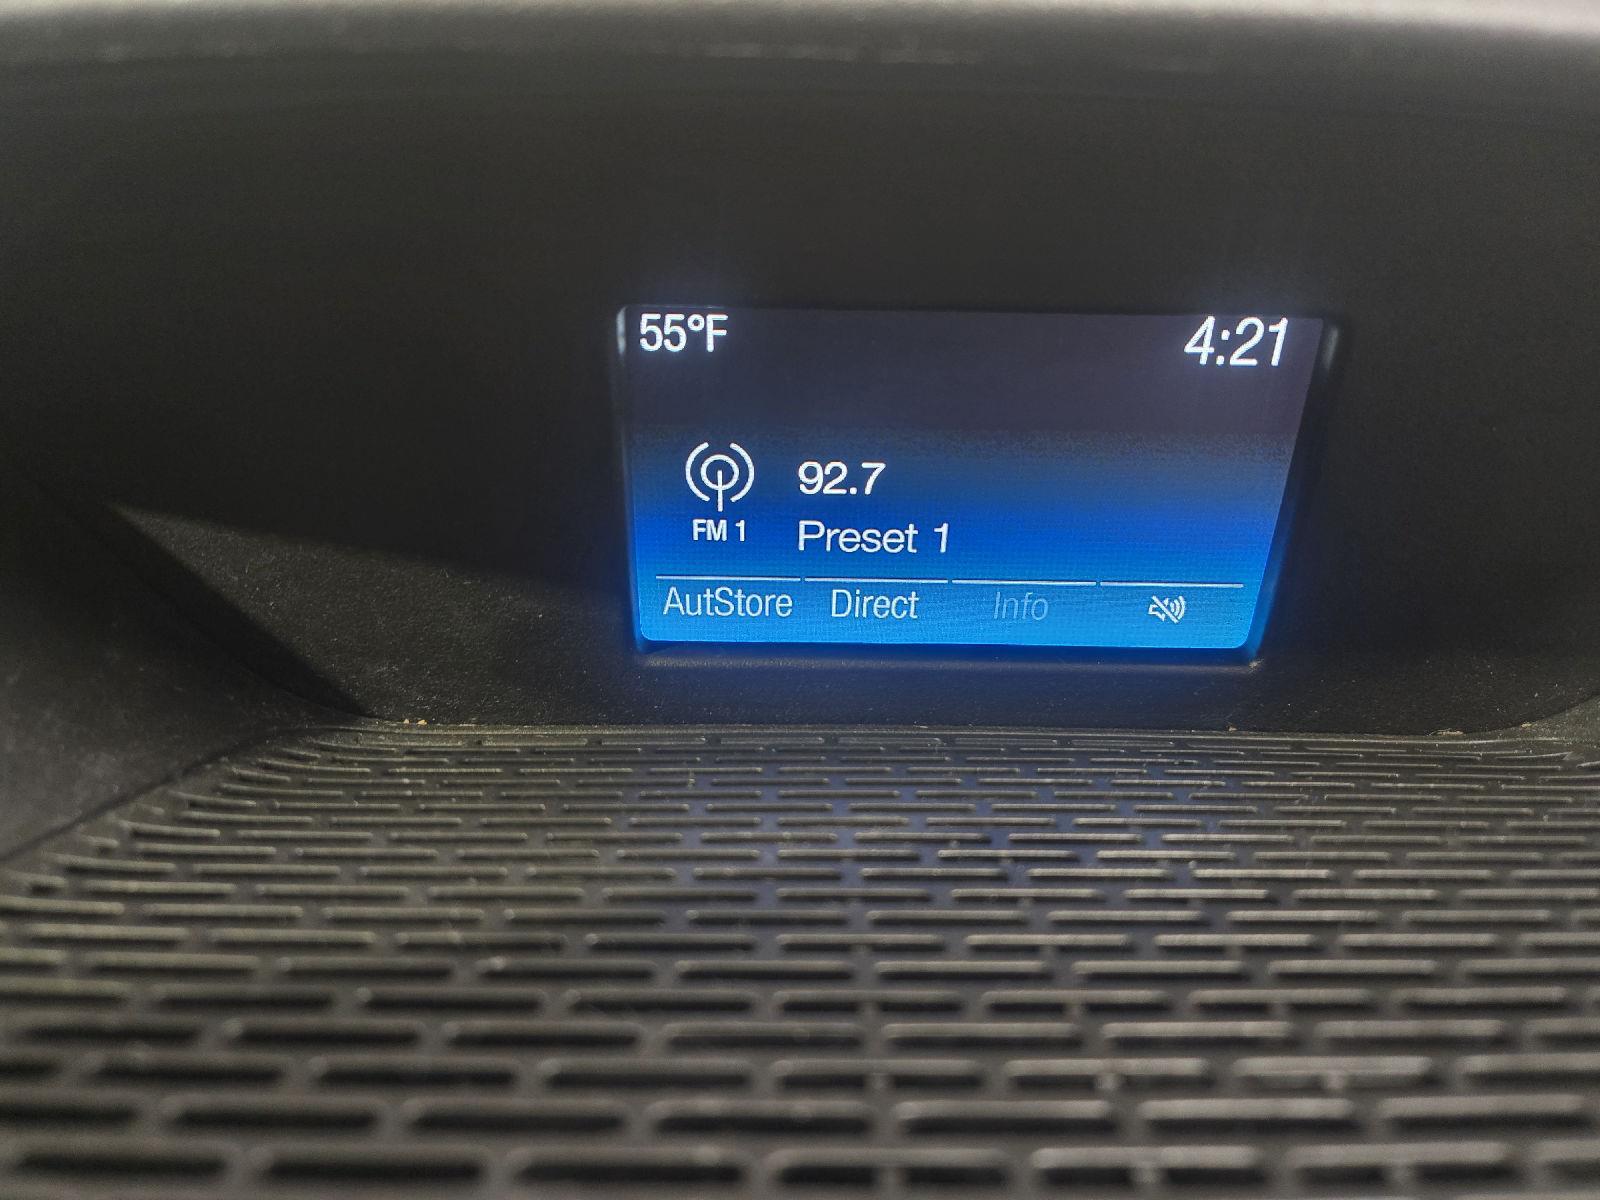 55°F 4:21
92.7
FM 1 Preset 1
AutStore Direct Info